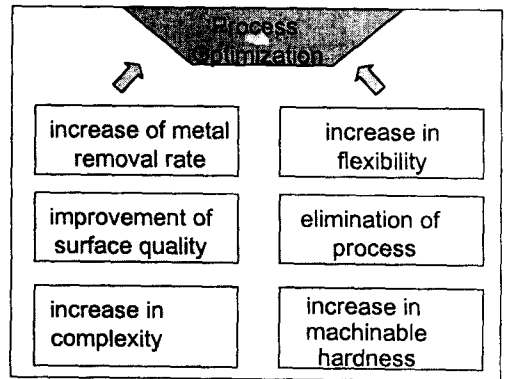 Process
Optimization
increase of metal
removal rate
increase in
flexibility
improvement of
surface quality
elimination of
process
increase in
complexity
increase in
machinable
hardness